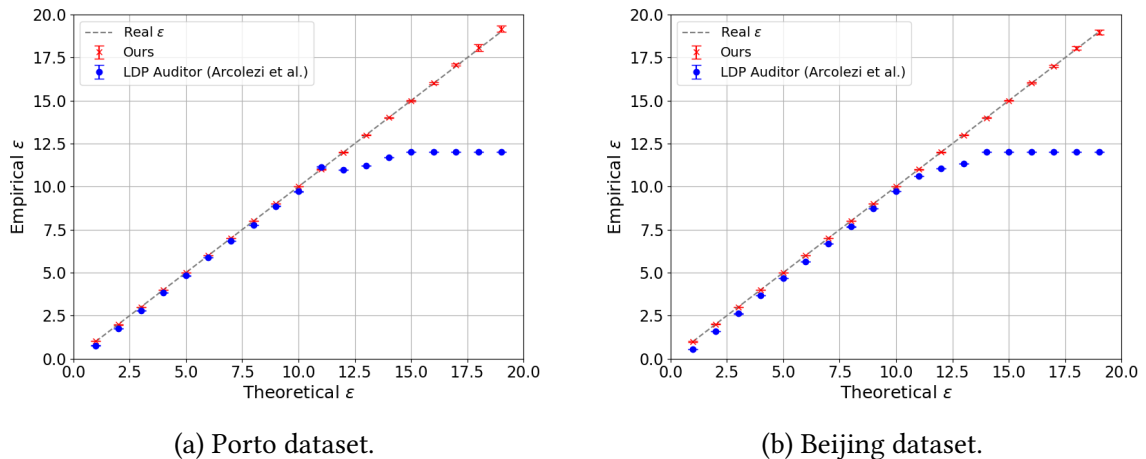 20.0
17.5
15.0
12.5
10.0
7.5
5.0
2.5
0.0
Empirical ε
Real ε
Ours
LDP Auditor (Arcolezi et al.)
0.0 2.5 5.0 7.5 10.0 12.5 15.0 17.5 20.0
Theoretical ε
(a) Porto dataset.
20.0
17.5
15.0
12.5
10.0
7.5
5.0
2.5
0.0
Empirical ε
Real ε
Ours
LDP Auditor (Arcolezi et al.)
0.0 2.5 5.0 7.5 10.0 12.5 15.0 17.5 20.0
Theoretical ε
(b) Beijing dataset.